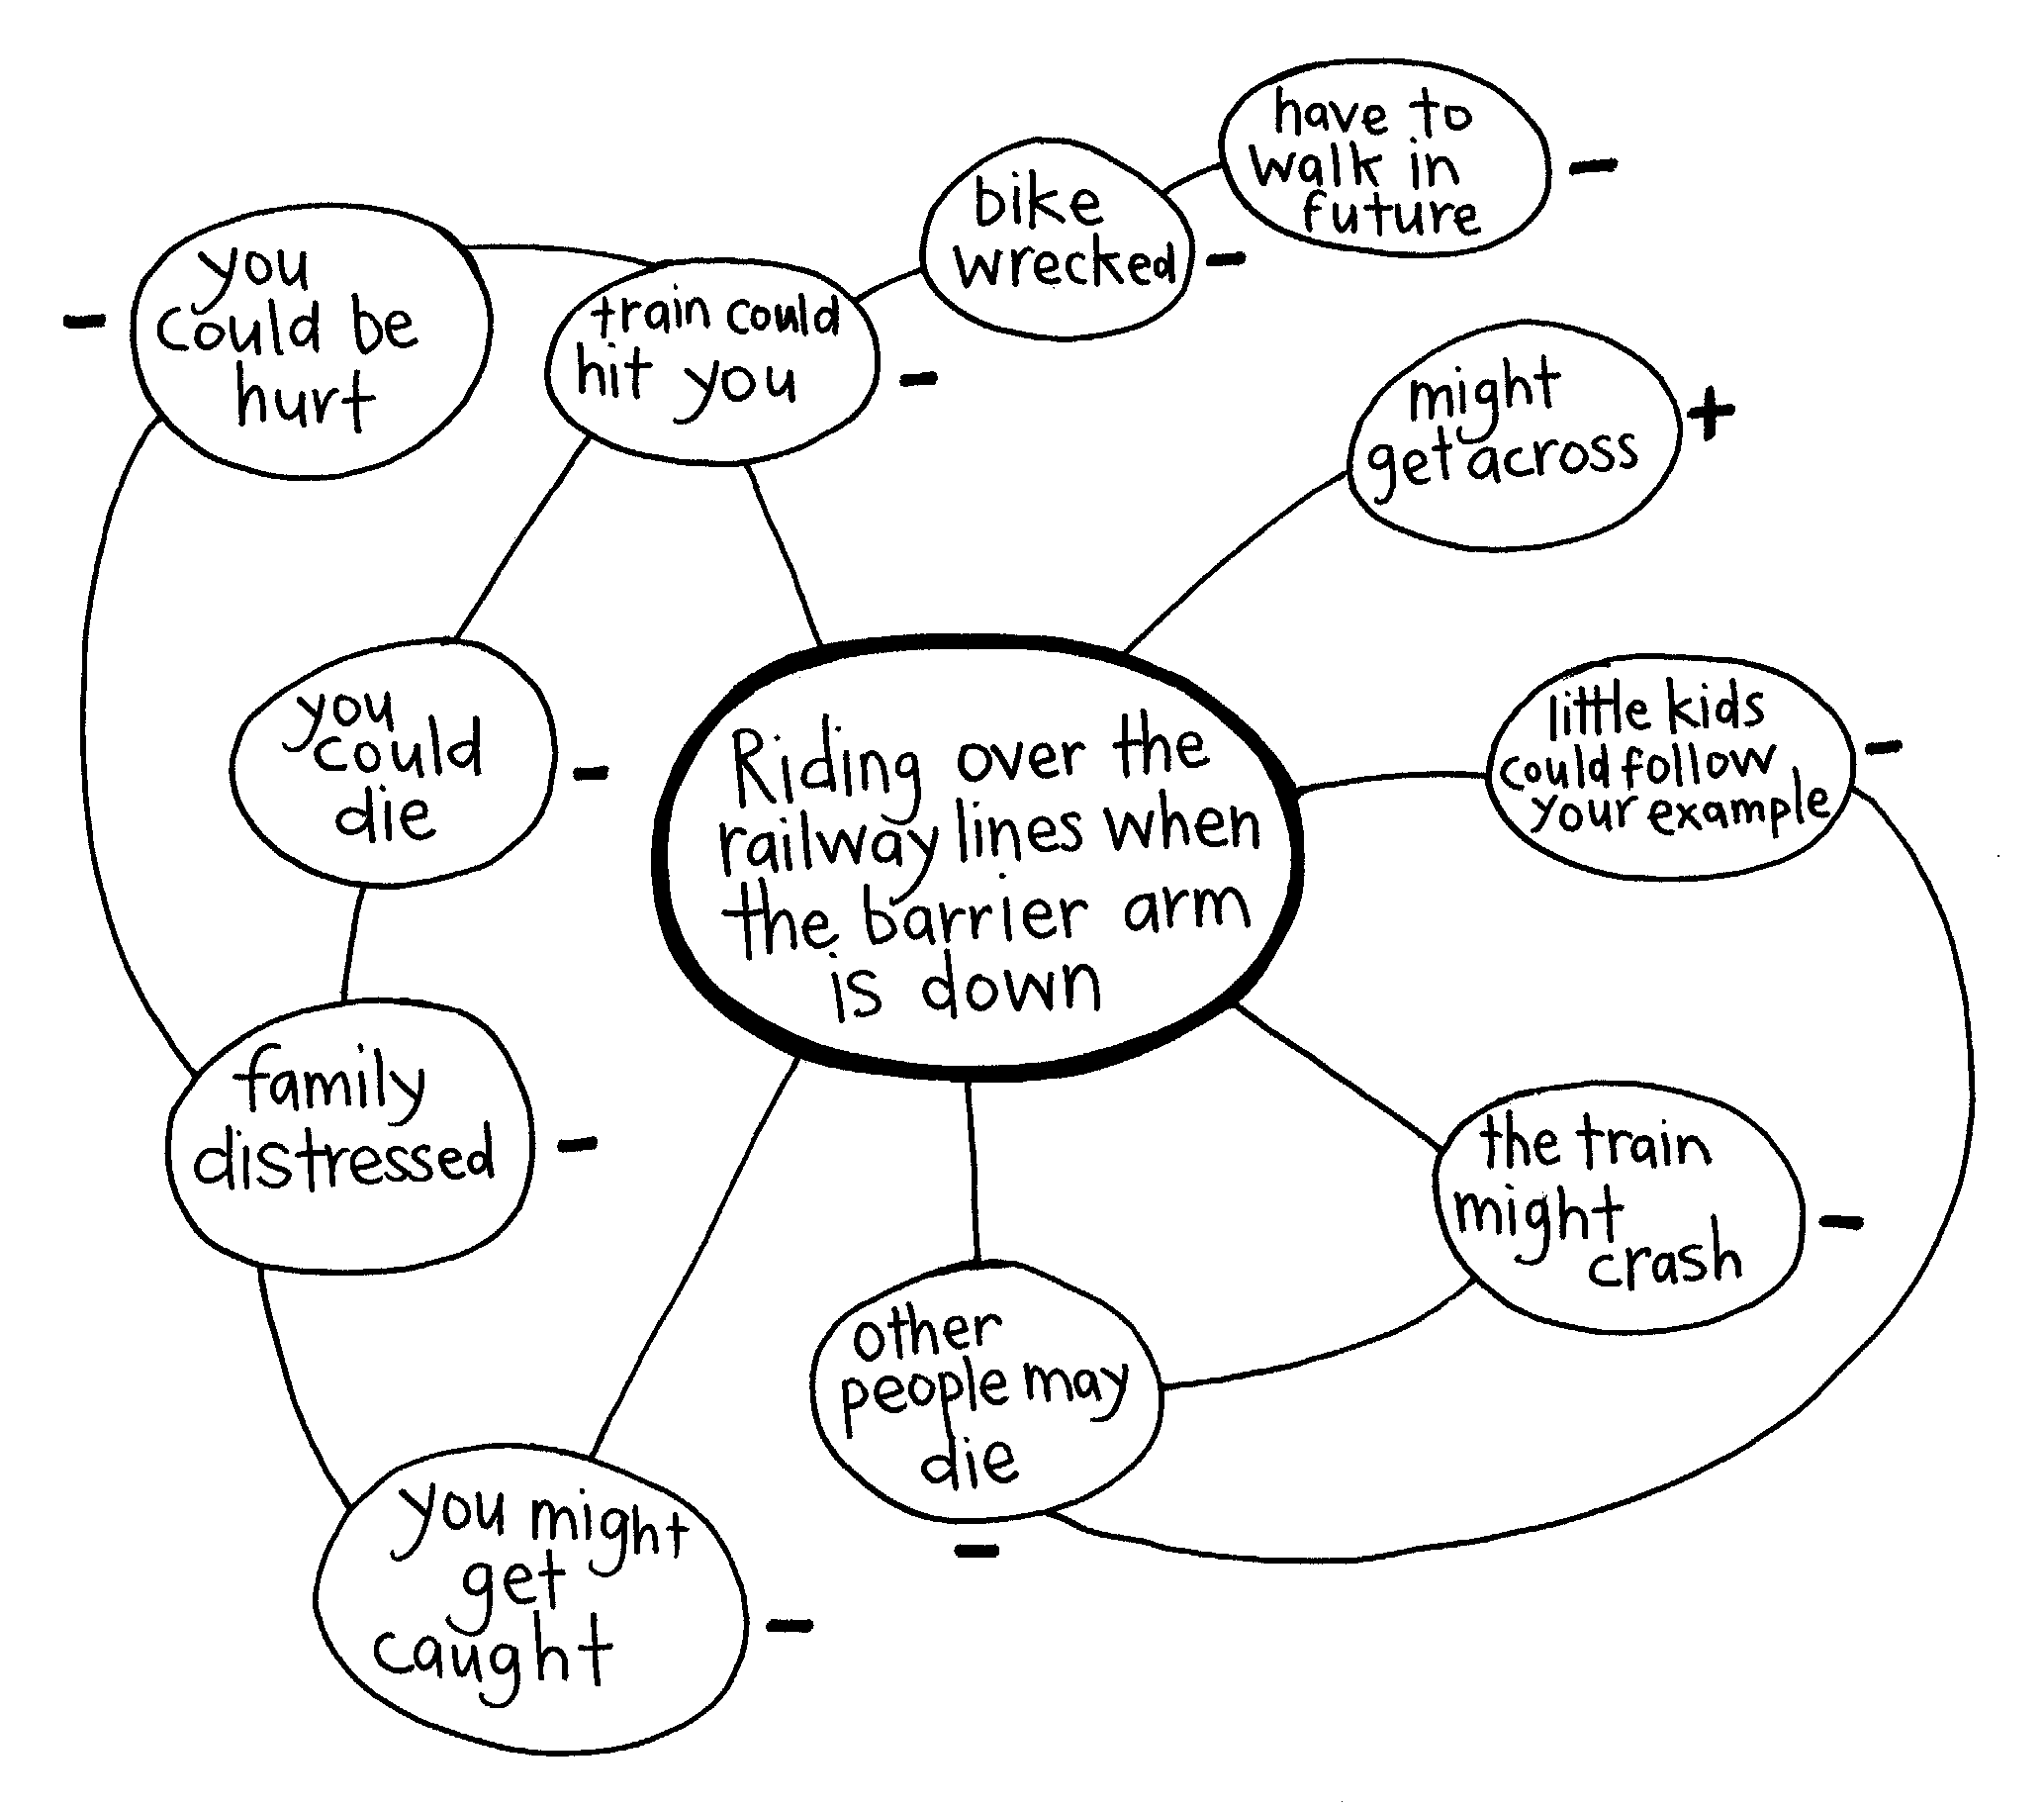 have to
walk in
future
-
bike
wrecked
-
you
could be
hurt
-
train could
hit you
-
might
get across
+
you
could
die
-
Riding over the
railway lines when
the barrier arm
is down
little kids
could follow
your example
-
family
distressed
-
the train
might
crash
-
other
people may
die
-
you might
get
caught
-